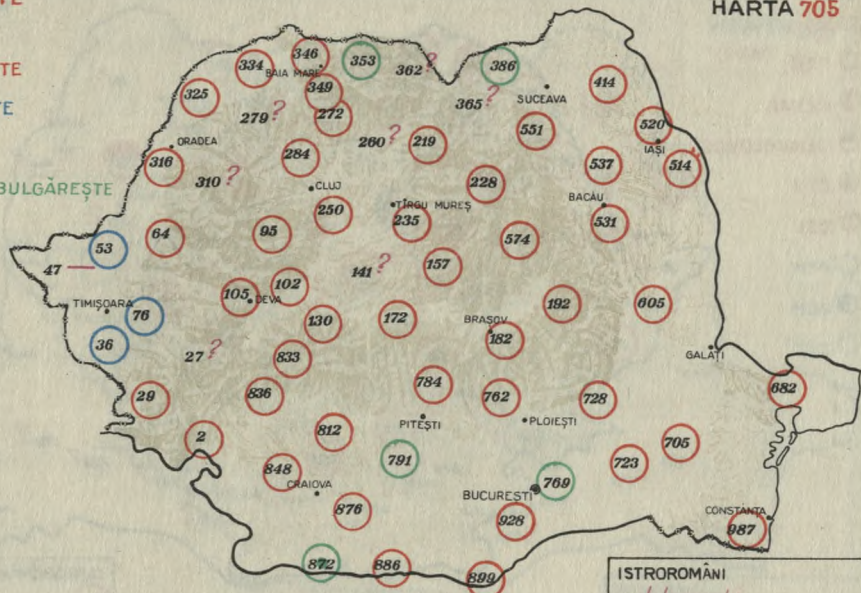 HARTA 705
TE
TE
BULGĂREȘTE
346
334
BAIA MARE
353
362?
386
325
349
365?
SUCEAVA
414
279?
272
260?
551
520
ORADEA
219
IAȘI
316
284
537
514
310?
CLUJ
228
TÎRGU MUREȘ
BACĂU
250
235
531
64
95
574
53
47
141?
157
102
105
DEVA
TIMIȘOARA
76
192
605
130
172
BRAȘOV
182
36
27?
833
GALAȚI
29
836
784
762
728
682
PITEȘTI
PLOIEȘTI
2
812
705
791
723
848
769
CRAIOVA
BUCUREȘTI
876
928
CONSTANȚA
987
872
886
899
ISTROROMÂNI